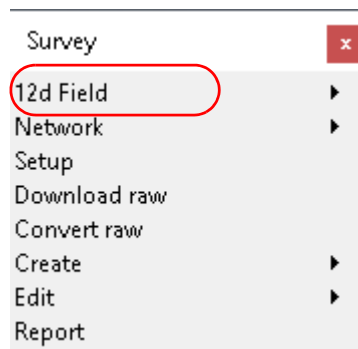 Survey x
12d Field
Network
Setup
Download raw
Convert raw
Create
Edit
Report